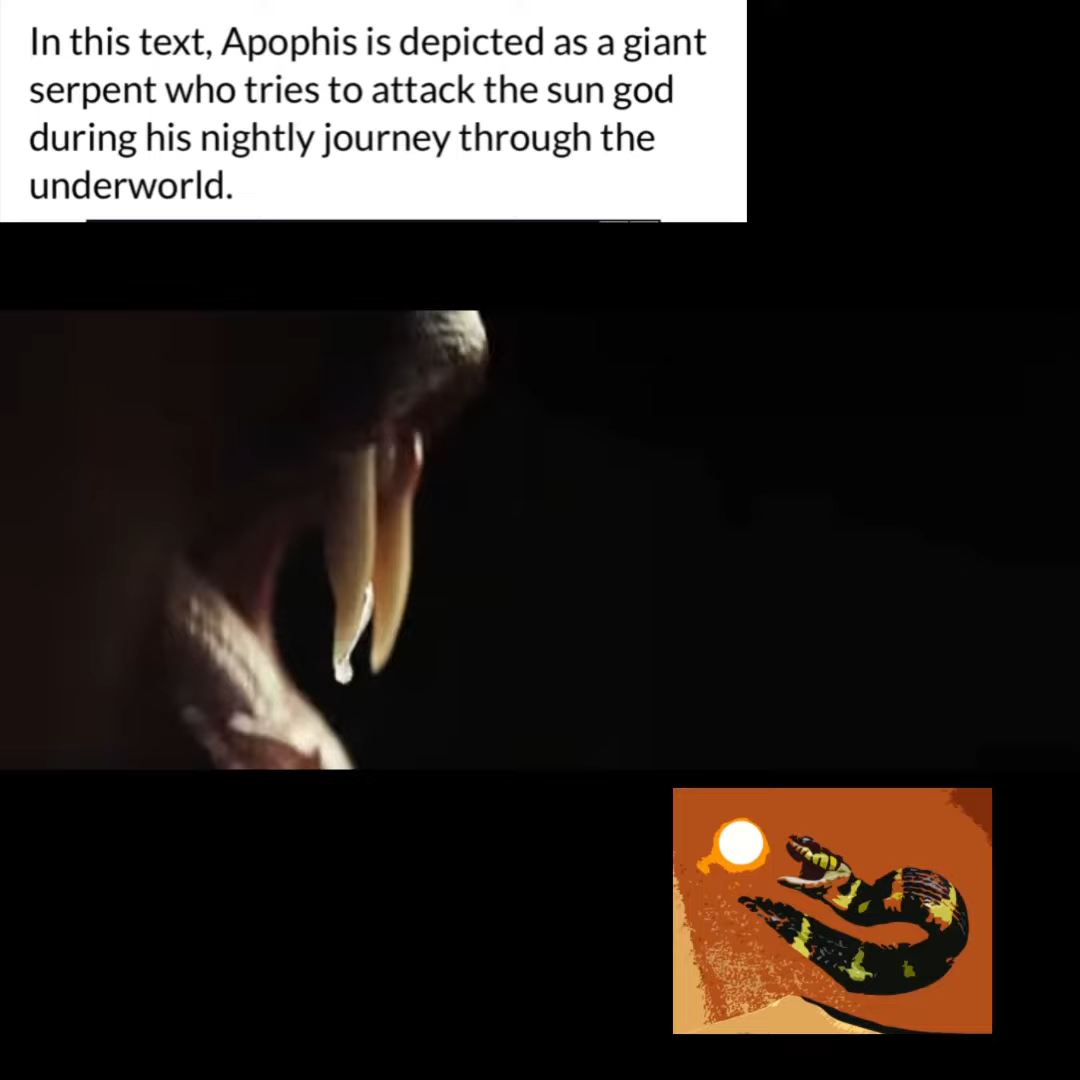 In this text, Apophis is depicted as a giant
serpent who tries to attack the sun god
during his nightly journey through the
underworld.